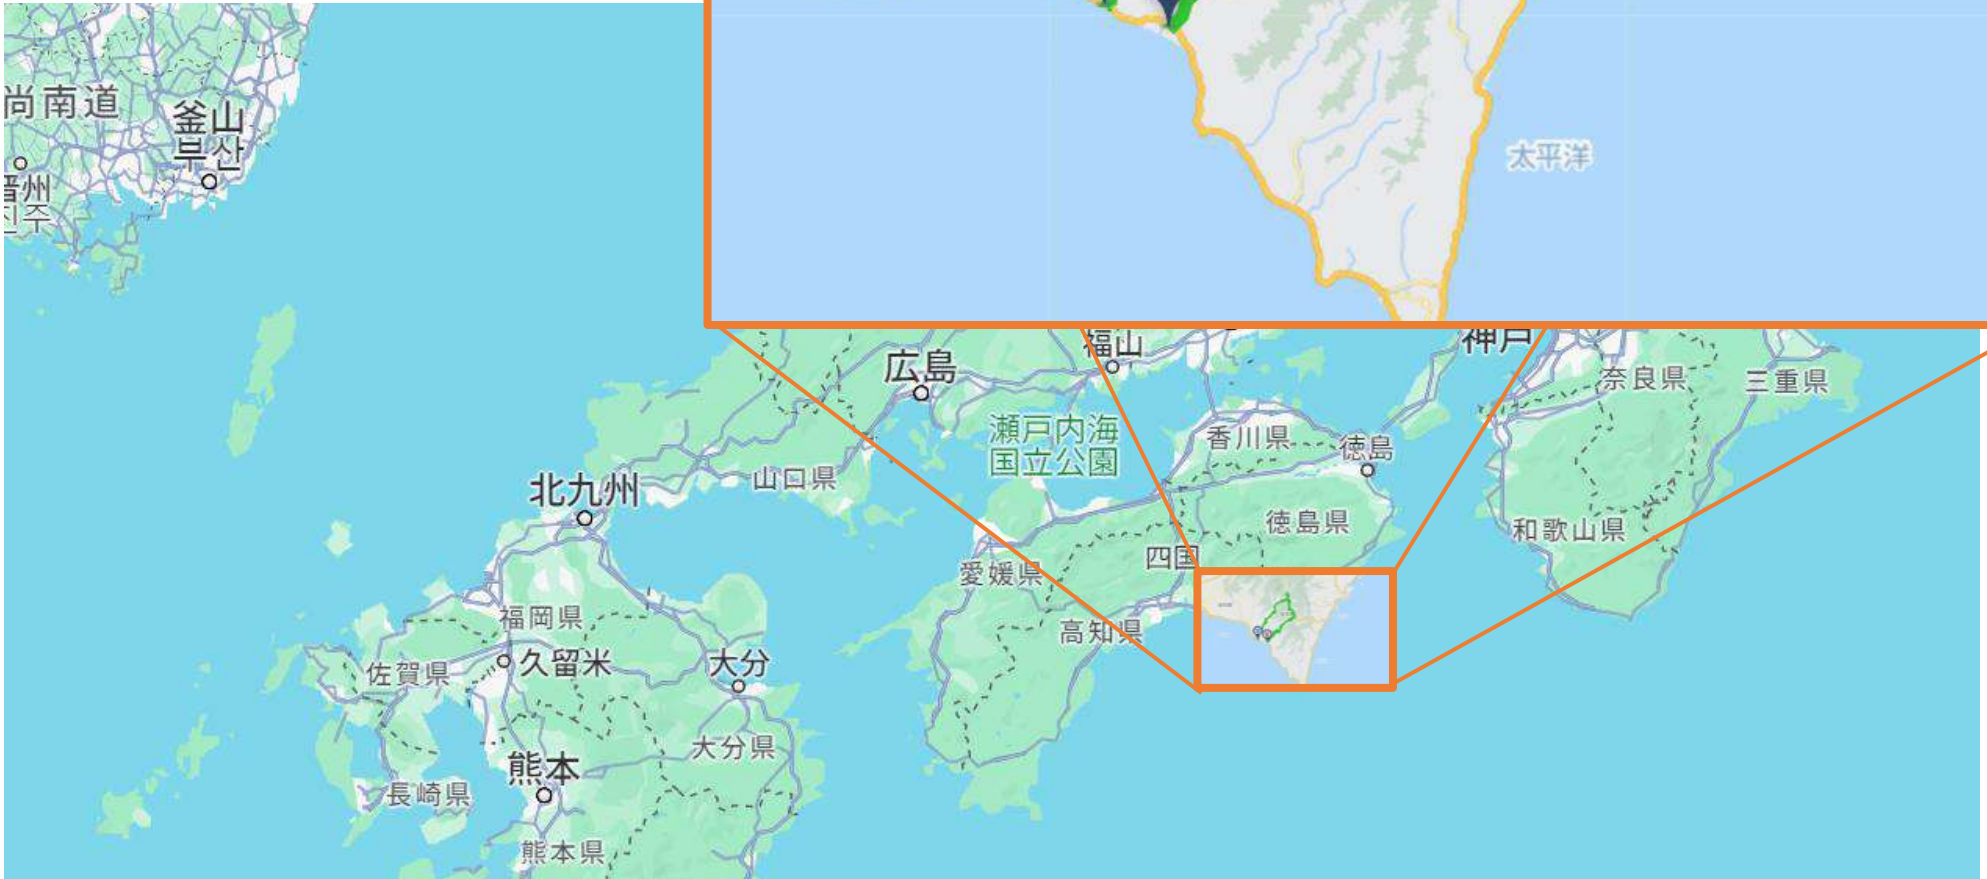 太平洋
尚南道
釜山
부산
晋州
진주
福山
神戸
広島
奈良県
三重県
瀬戸内海
国立公園
香川県
徳島
山口県
北九州
徳島県
和歌山県
四国
愛媛県
福岡県
高知県
佐賀県
久留米
大分
大分県
熊本
長崎県
熊本県